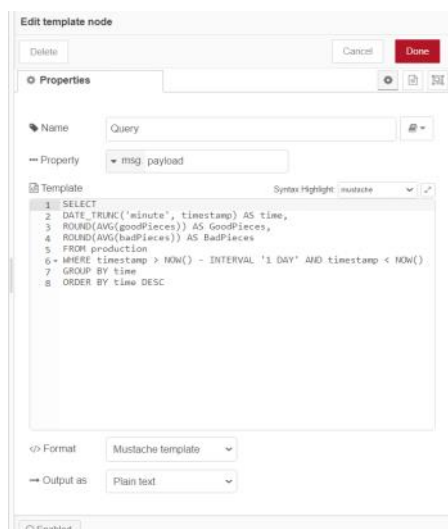 Edit template node
Delete
Cancel
Done
Properties
Name
Query
Property
msg. payload
Template
Syntax Highlight: mustache
1 SELECT
2 DATE_TRUNC('minute', timestamp) AS time,
3 ROUND(AVG(goodPieces)) AS GoodPieces,
4 ROUND(AVG(badPieces)) AS BadPieces
5 FROM production
6 WHERE timestamp > NOW() - INTERVAL '1 DAY' AND timestamp < NOW()
7 GROUP BY time
8 ORDER BY time DESC
</> Format
Mustache template
Output as
Plain text
Enabled